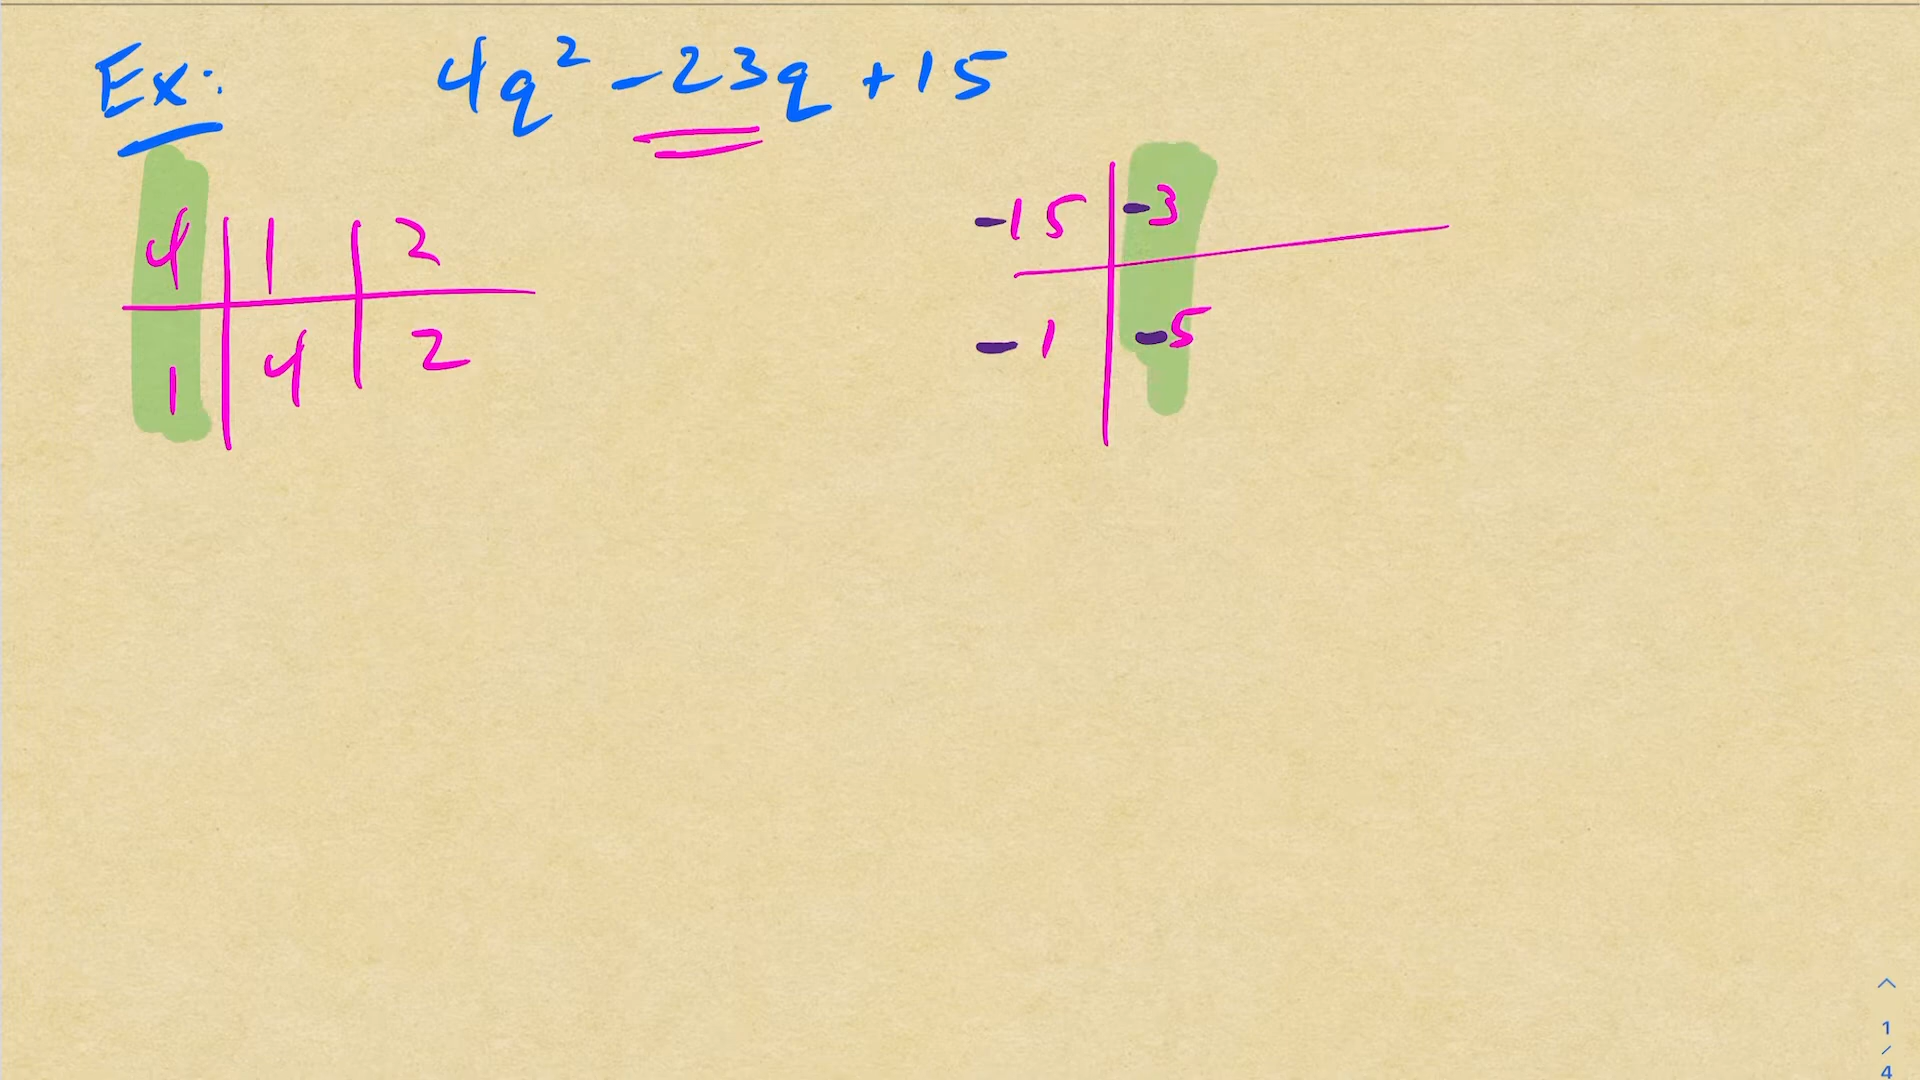 Ex: 4q² -23q +15
4 | 1 | 2
1 | 4 | 2
-15 | -3
-1 | -5
^
1
/
4